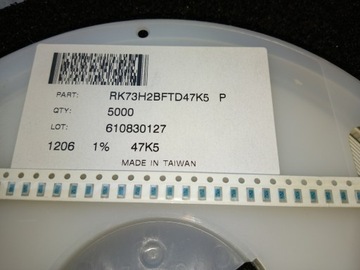 PART: RK73H2BFTD47K5 P
QTY: 5000
LOT: 610830127
1206 1% 47K5
MADE IN TAIWAN